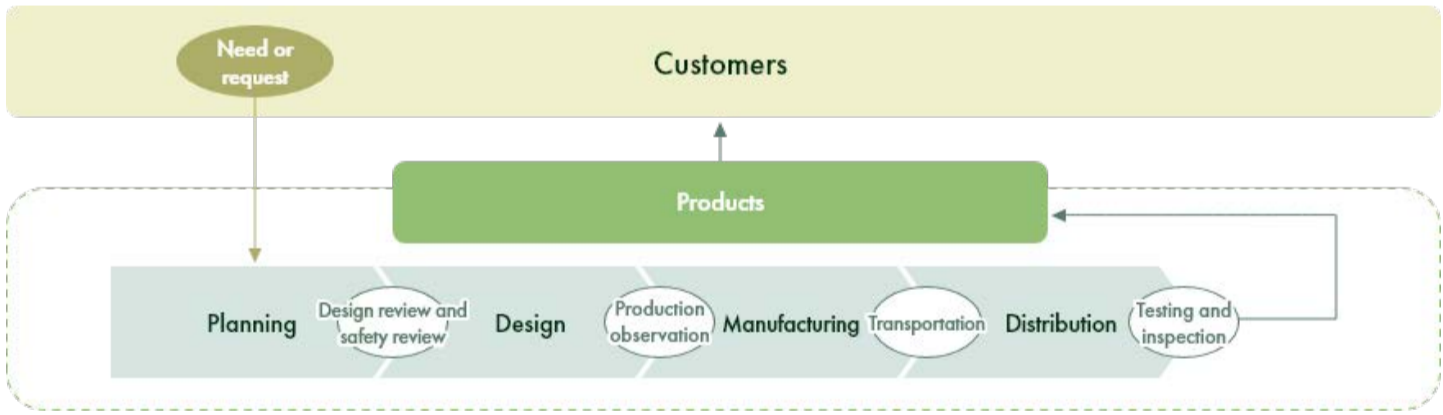 Need or
request
Customers
Products
Planning
Design review and
safety review
Design
Production
observation
Manufacturing
Transportation
Distribution
Testing and
inspection